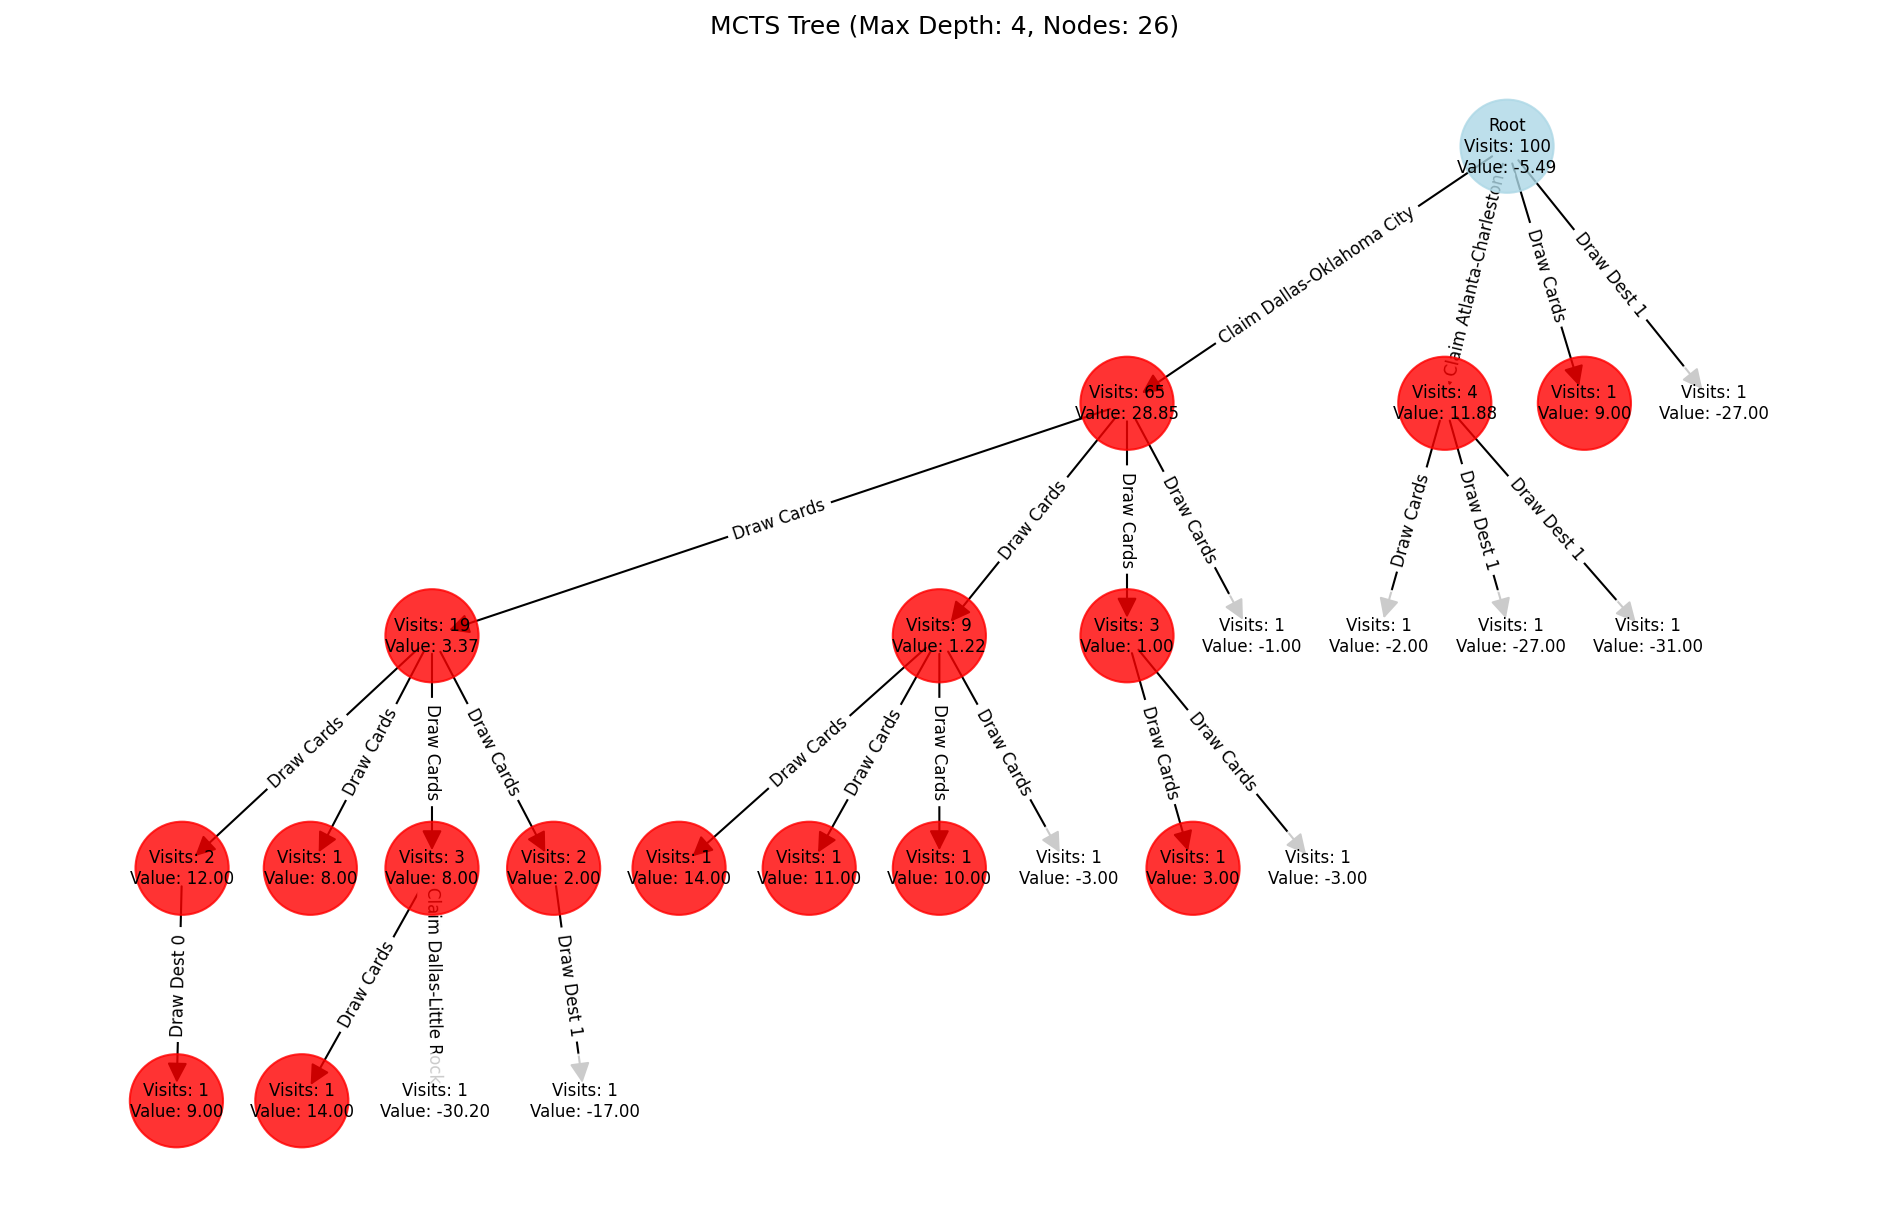 MCTS Tree (Max Depth: 4, Nodes: 26)
Root
Visits: 100
Value: -5.49
Claim Dallas-Oklahoma City
Claim Atlanta-Charleston
Draw Cards
Draw Dest 1
Visits: 65
Value: 28.85
Visits: 4
Value: 11.88
Visits: 1
Value: 9.00
Visits: 1
Value: -27.00
Draw Cards
Draw Cards
Draw Cards
Draw Cards
Draw Cards
Draw Dest 1
Draw Dest 1
Visits: 19
Value: 3.37
Visits: 9
Value: 1.22
Visits: 3
Value: 1.00
Visits: 1
Value: -1.00
Visits: 1
Value: -2.00
Visits: 1
Value: -27.00
Visits: 1
Value: -31.00
Draw Cards
Draw Cards
Draw Cards
Draw Cards
Draw Cards
Draw Cards
Draw Cards
Draw Cards
Draw Cards
Draw Cards
Visits: 2
Value: 12.00
Visits: 1
Value: 8.00
Visits: 3
Value: 8.00
Visits: 2
Value: 2.00
Visits: 1
Value: 14.00
Visits: 1
Value: 11.00
Visits: 1
Value: 10.00
Visits: 1
Value: -3.00
Visits: 1
Value: 3.00
Visits: 1
Value: -3.00
Draw Dest 0
Draw Cards
Claim Dallas-Little Rock
Draw Dest 1
Visits: 1
Value: 9.00
Visits: 1
Value: 14.00
Visits: 1
Value: -30.20
Visits: 1
Value: -17.00